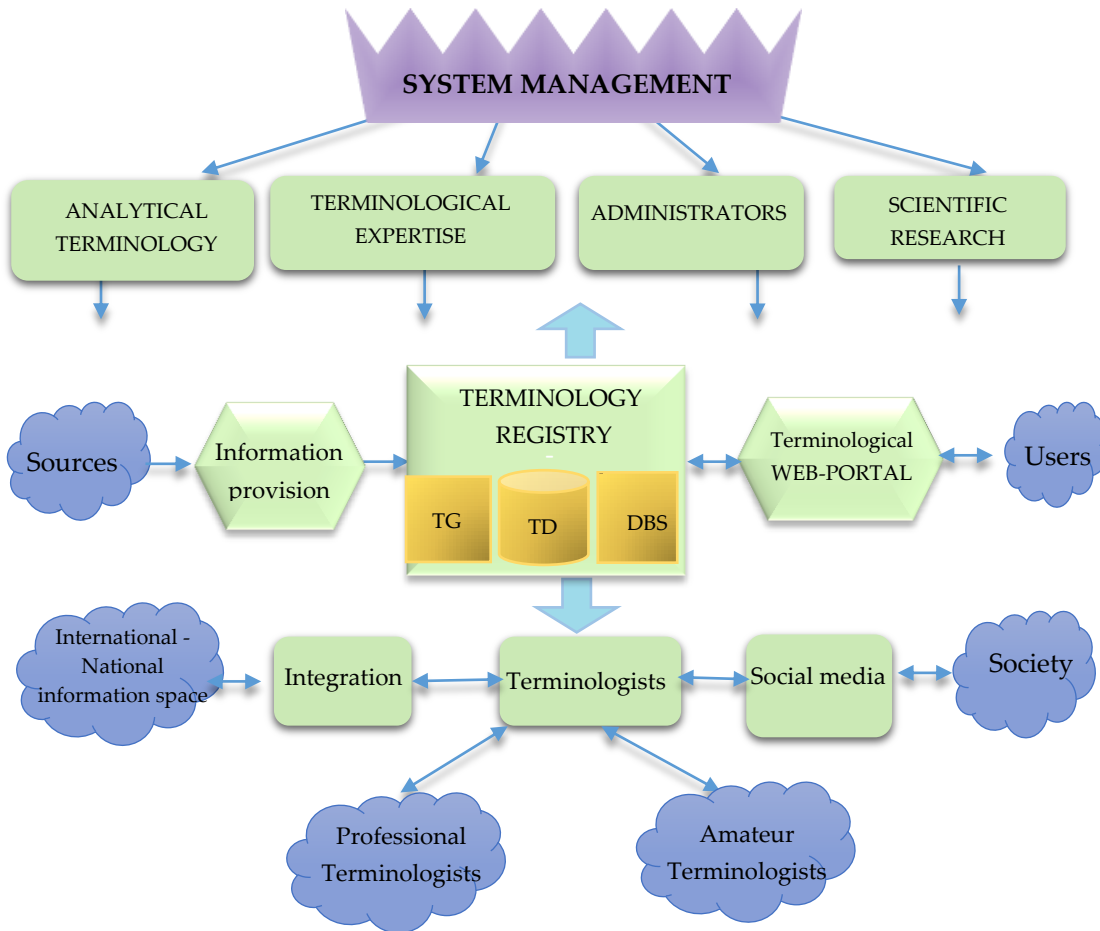 SYSTEM MANAGEMENT
ANALYTICAL
TERMINOLOGY
TERMINOLOGICAL
EXPERTISE
ADMINISTRATORS
SCIENTIFIC
RESEARCH
Sources
Information
provision
TERMINOLOGY
REGISTRY
TG
TD
DBS
Terminological
WEB-PORTAL
Users
International -
National
information space
Integration
Terminologists
Social media
Society
Professional
Terminologists
Amateur
Terminologists